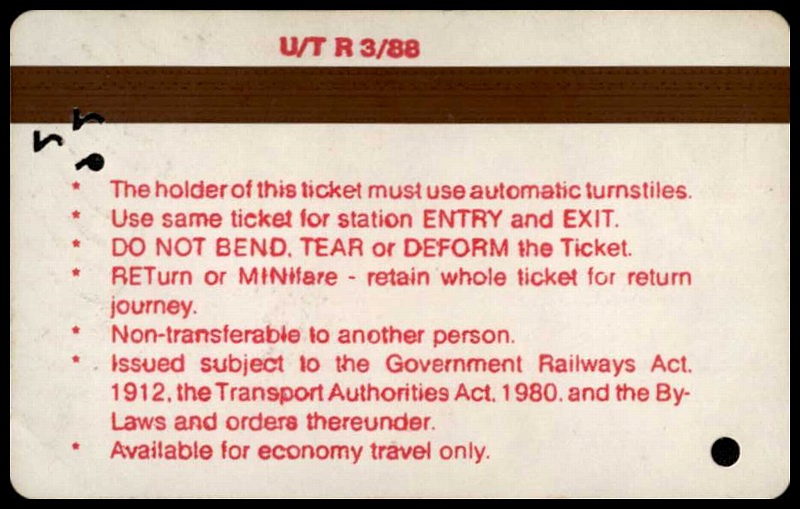 U/T R 3/88
* The holder of this ticket must use automatic turnstiles.
* Use same ticket for station ENTRY and EXIT.
* DO NOT BEND, TEAR or DEFORM the Ticket.
* RETurn or MINIfare - retain whole ticket for return
journey.
* Non-transferable to another person.
* Issued subject to the Government Railways Act,
1912, the Transport Authorities Act, 1980, and the By-
Laws and orders thereunder.
* Available for economy travel only.